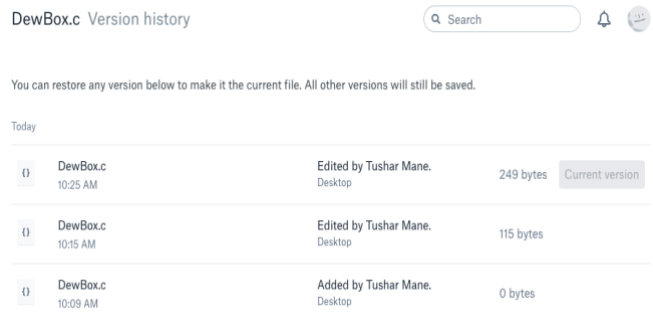 DewBox.c Version history
Search
You can restore any version below to make it the current file. All other versions will still be saved.
Today
{} DewBox.c Edited by Tushar Mane. 249 bytes Current version
10:25 AM Desktop
{} DewBox.c Edited by Tushar Mane. 115 bytes
10:15 AM Desktop
{} DewBox.c Added by Tushar Mane. 0 bytes
10:09 AM Desktop